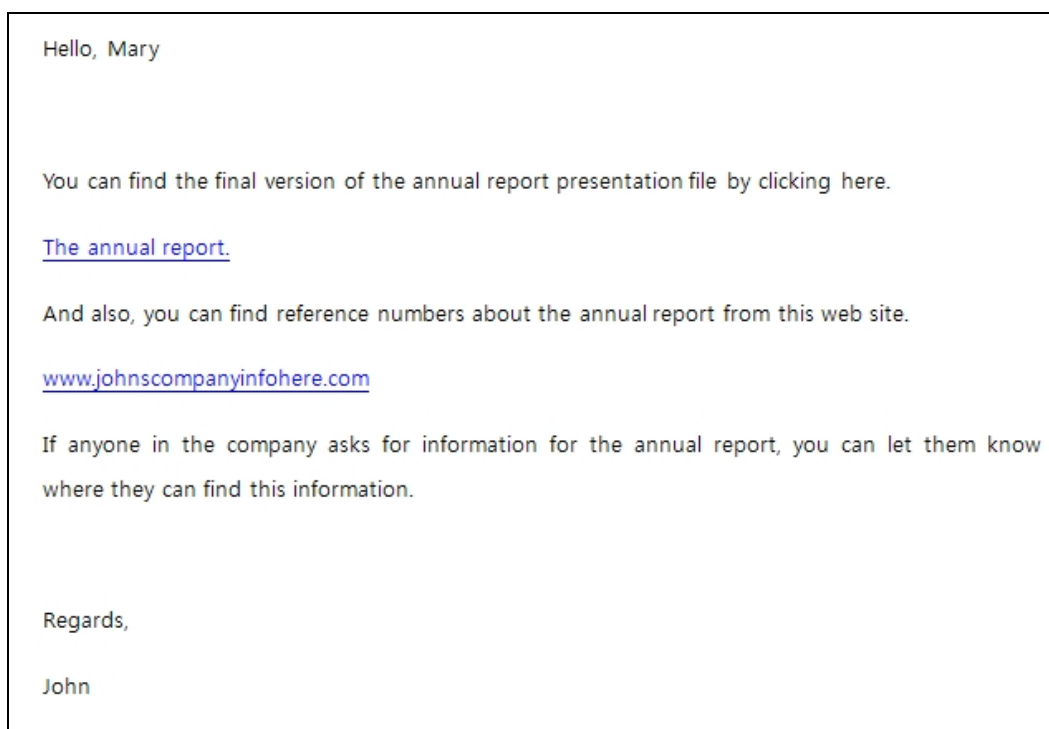 Hello, Mary
You can find the final version of the annual report presentation file by clicking here.
The annual report.
And also, you can find reference numbers about the annual report from this web site.
www.johnscompanyinfohere.com
If anyone in the company asks for information for the annual report, you can let them know
where they can find this information.
Regards,
John